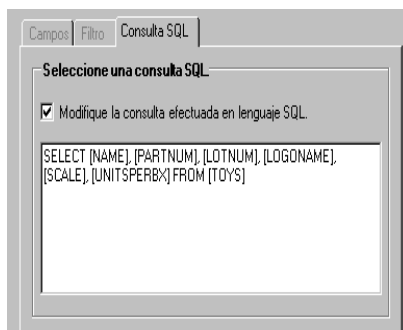 Campos Filtro Consulta SQL
Seleccione una consulta SQL
Modifique la consulta efectuada en lenguaje SQL.
SELECT [NAME], [PARTNUM], [LOTNUM], [LOGONAME],
[SCALE], [UNITSPERBX] FROM [TOYS]